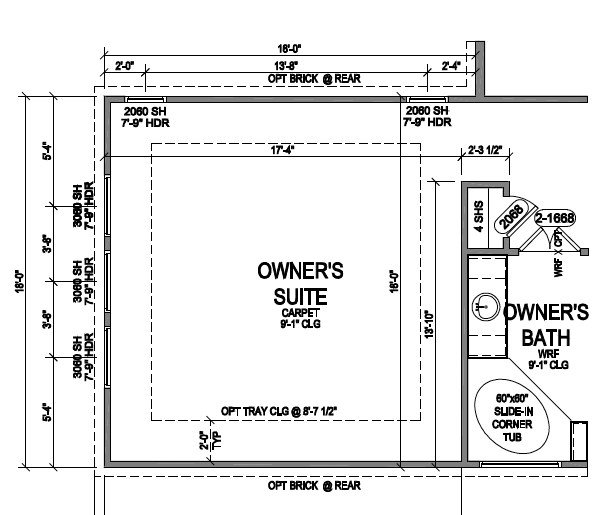 18'-0"
2'-0"
13'-8"
2'-4"
OPT BRICK @ REAR
2060 SH
7'-9" HDR
2060 SH
7'-9" HDR
17'-4"
2'-3 1/2"
5'-4"
3'-8"
3'-8"
5'-4"
18'-0"
3060 SH
7'-9" HDR
3060 SH
7'-9" HDR
3060 SH
7'-9" HDR
4 SHS
2068
2-1668
WRF
CPT
OWNER'S
SUITE
CARPET
9'-1" CLG
18'-0"
13'-10"
OWNER'S
BATH
WRF
9'-1" CLG
60"x60"
SLIDE-IN
CORNER
TUB
OPT TRAY CLG @ 8'-7 1/2"
2'-0"
TYP
OPT BRICK @ REAR